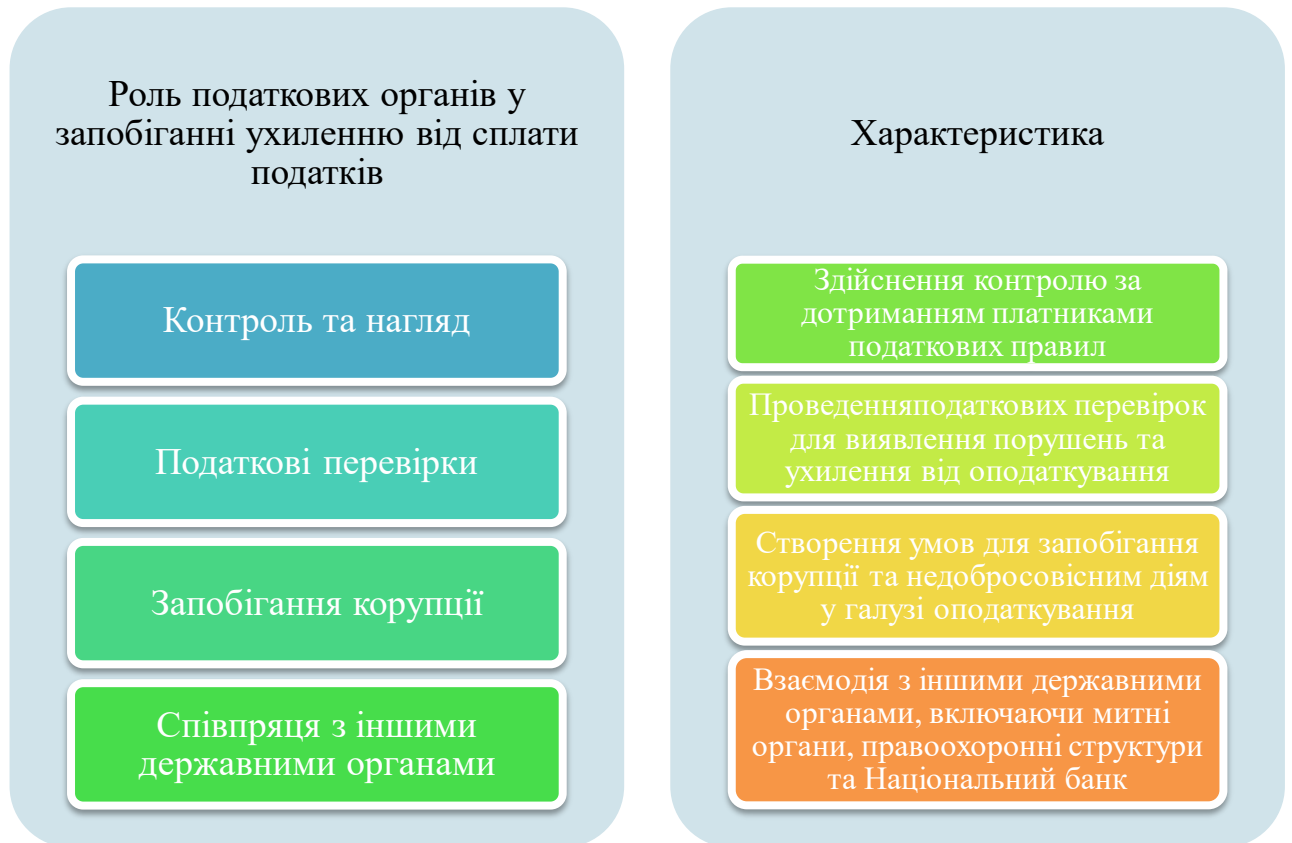 Роль податкових органів у
запобіганні ухиленню від сплати
податків
Контроль та нагляд
Податкові перевірки
Запобігання корупції
Співпраця з іншими
державними органами
Характеристика
Здійснення контролю за
дотриманням платниками
податкових правил
Проведенняподаткових перевірок
для виявлення порушень та
ухилення від оподаткування
Створення умов для запобігання
корупції та недобросовісним діям
у галузі оподаткування
Взаємодія з іншими державними
органами, включаючи митні
органи, правоохоронні структури
та Національний банк